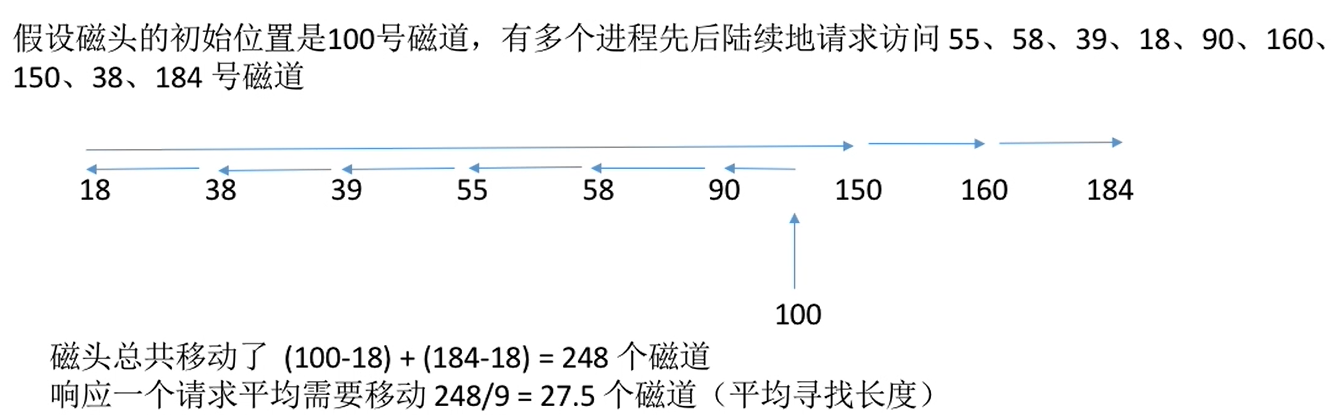 假设磁头的初始位置是100号磁道，有多个进程先后陆续地请求访问 55、58、39、18、90、160、
150、38、184 号磁道
18 38 39 55 58 90 150 160 184
100
磁头总共移动了 (100-18) + (184-18) = 248 个磁道
响应一个请求平均需要移动 248/9 = 27.5 个磁道（平均寻找长度）